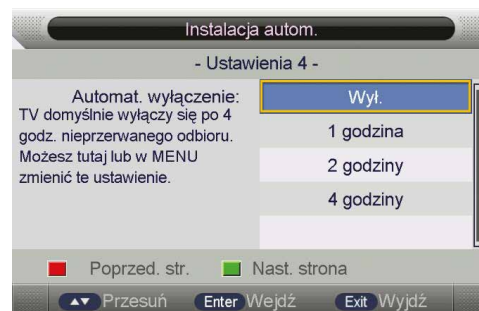 Instalacja autom.
- Ustawienia 4 -
Automat. wyłączenie:
TV domyślnie wyłączy się po 4
godz. nieprzerwanego odbioru.
Możesz tutaj lub w MENU
zmienić te ustawienie.
Wył.
1 godzina
2 godziny
4 godziny
Poprzed. str. Nast. strona
Przesuń Enter Wejdź Exit Wyjdź